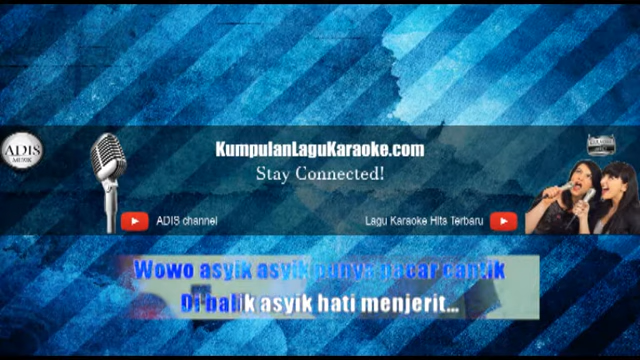 KumpulanLaguKaraoke.com
Stay Connected!
ADIS
MUSIK
ADIS channel
Lagu Karaoke Hits Terbaru
Wowo asyik asyik punya pacar cantik
Di balik asyik hati menjerit...